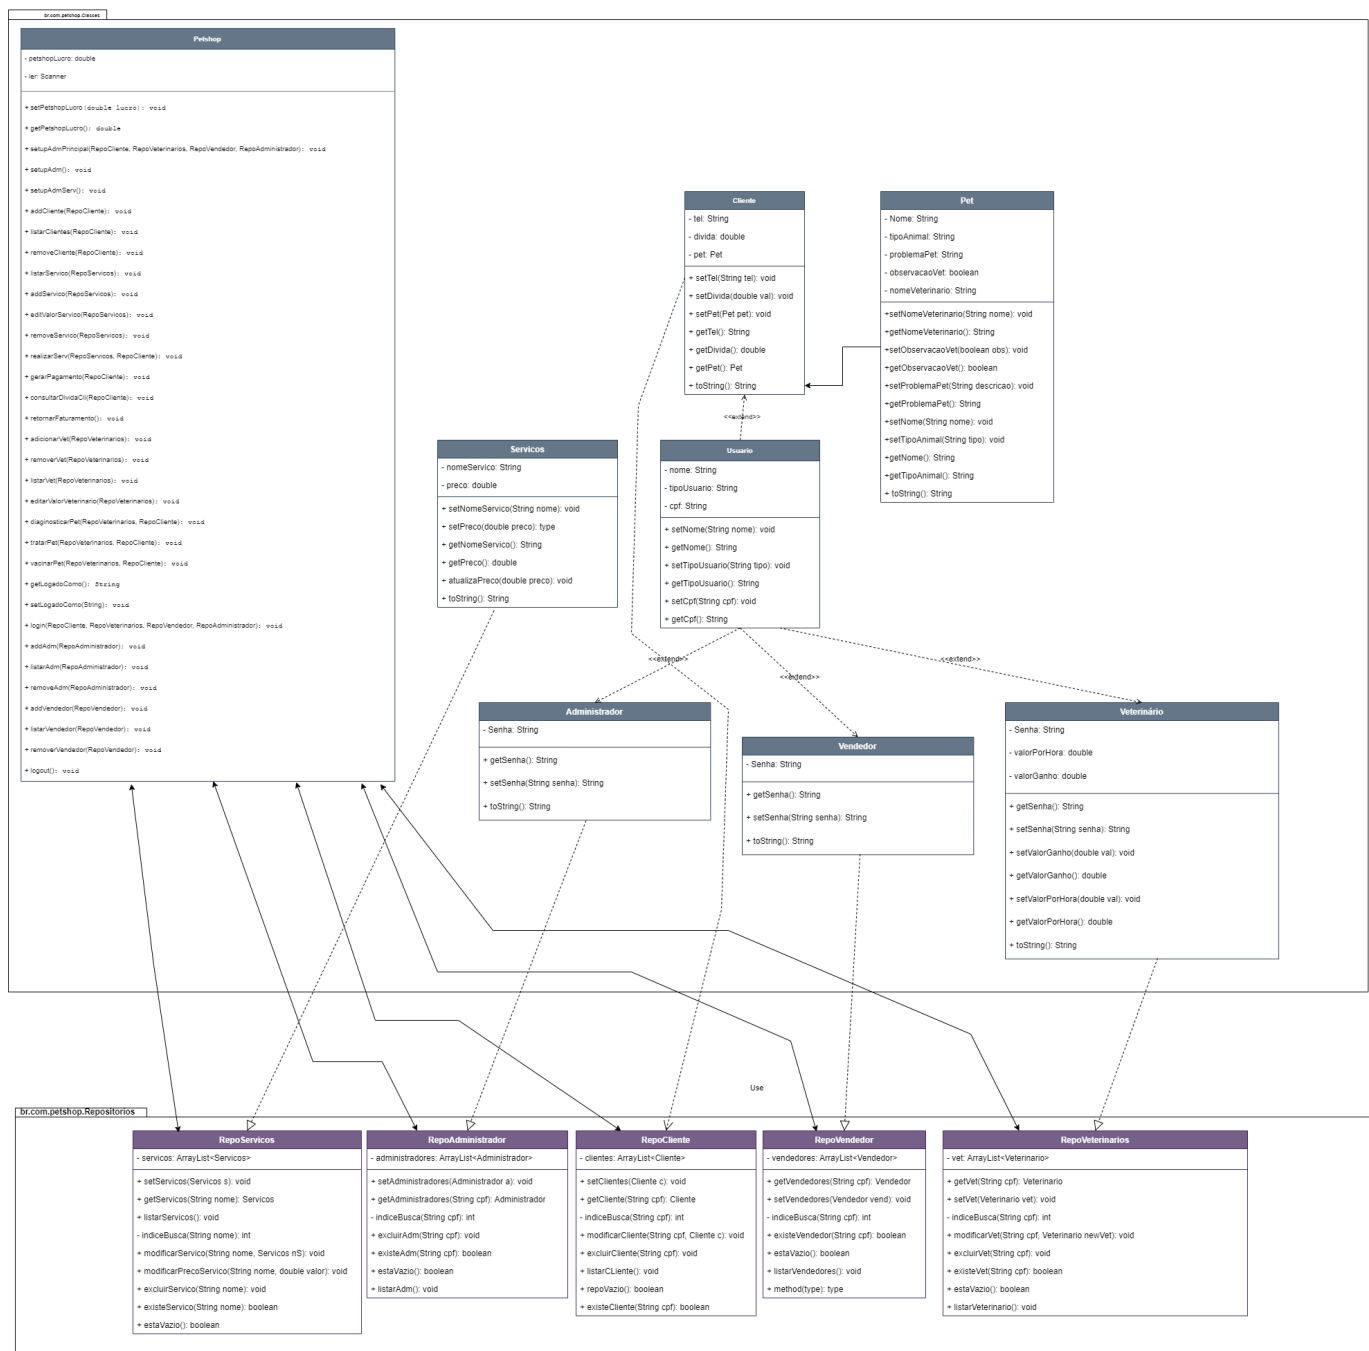 br.com.petshop.Classes
Petshop
- petshopLucro: double
- ler: Scanner
+ setPetshopLucro(double lucro): void
+ getPetshopLucro(): double
+ setupAdmPrincipal(RepoCliente, RepoVeterinarios, RepoVendedor, RepoAdministrador): void
+ setupAdm(): void
+ setupAdmServ(): void
+ addCliente(RepoCliente): void
+ listarClientes(RepoCliente): void
+ removeCliente(RepoCliente): void
+ listarServico(RepoServicos): void
+ addServico(RepoServicos): void
+ editValorServico(RepoServicos): void
+ removeServico(RepoServicos): void
+ realizarServ(RepoServicos, RepoCliente): void
+ gerarPagamento(RepoCliente): void
+ consultarDividaCli(RepoCliente): void
+ retornarFaturamento(): void
+ adicionarVet(RepoVeterinarios): void
+ removerVet(RepoVeterinarios): void
+ listarVet(RepoVeterinarios): void
+ editarValorVeterinario(RepoVeterinarios): void
+ diaginosticarPet(RepoVeterinarios, RepoCliente): void
+ tratarPet(RepoVeterinarios, RepoCliente): void
+ vacinarPet(RepoVeterinarios, RepoCliente): void
+ getLogadoComo(): String
+ setLogadoComo(String): void
+ login(RepoCliente, RepoVeterinarios, RepoVendedor, RepoAdministrador): void
+ addAdm(RepoAdministrador): void
+ listarAdm(RepoAdministrador): void
+ removeAdm(RepoAdministrador): void
+ addVendedor(RepoVendedor): void
+ listarVendedor(RepoVendedor): void
+ removerVendedor(RepoVendedor): void
+ logout(): void
Cliente
- tel: String
- divida: double
- pet: Pet
+ setTel(String tel): void
+ setDivida(double val): void
+ setPet(Pet pet): void
+ getTel(): String
+ getDivida(): double
+ getPet(): Pet
+ toString(): String
Pet
- Nome: String
- tipoAnimal: String
- problemaPet: String
- observacaoVet: boolean
- nomeVeterinario: String
+setNomeVeterinario(String nome): void
+getNomeVeterinario(): String
+setObservacaoVet(boolean obs): void
+getObservacaoVet(): boolean
+setProblemaPet(String descricao): void
+getProblemaPet(): String
+setNome(String nome): void
+setTipoAnimal(String tipo): void
+getNome(): String
+getTipoAnimal(): String
+ toString(): String
<<extend>>
Servicos
- nomeServico: String
- preco: double
+ setNomeServico(String nome): void
+ setPreco(double preco): type
+ getNomeServico(): String
+ getPreco(): double
+ atualizaPreco(double preco): void
+ toString(): String
Usuario
- nome: String
- tipoUsuario: String
- cpf: String
+ setNome(String nome): void
+ getNome(): String
+ setTipoUsuario(String tipo): void
+ getTipoUsuario(): String
+ setCpf(String cpf): void
+ getCpf(): String
<<extend>>
<<extend>>
<<extend>>
Administrador
- Senha: String
+ getSenha(): String
+ setSenha(String senha): String
+ toString(): String
Vendedor
- Senha: String
+ getSenha(): String
+ setSenha(String senha): String
+ toString(): String
Veterinário
- Senha: String
- valorPorHora: double
- valorGanho: double
+ getSenha(): String
+ setSenha(String senha): String
+ setValorGanho(double val): void
+ getValorGanho(): double
+ setValorPorHora(double val): void
+ getValorPorHora(): double
+ toString(): String
Use
br.com.petshop.Repositorios
RepoServicos
- servicos: ArrayList<Servicos>
+ setServicos(Servicos s): void
+ getServicos(String nome): Servicos
+ listarServicos(): void
- indiceBusca(String nome): int
+ modificarServico(String nome, Servicos nS): void
+ modificarPrecoServico(String nome, double valor): void
+ excluirServico(String nome): void
+ existeServico(String nome): boolean
+ estaVazio(): boolean
RepoAdministrador
- administradores: ArrayList<Administrador>
+ setAdministradores(Administrador a): void
+ getAdministradores(String cpf): Administrador
- indiceBusca(String cpf): int
+ excluirAdm(String cpf): void
+ existeAdm(String cpf): boolean
+ estaVazio(): boolean
+ listarAdm(): void
RepoCliente
- clientes: ArrayList<Cliente>
+ setClientes(Cliente c): void
+ getCliente(String cpf): Cliente
- indiceBusca(String cpf): int
+ modificarCliente(String cpf, Cliente c): void
+ excluirCliente(String cpf): void
+ listarCLiente(): void
+ repoVazio(): boolean
+ existeCliente(String cpf): boolean
RepoVendedor
- vendedores: ArrayList<Vendedor>
+ getVendedores(String cpf): Vendedor
+ setVendedores(Vendedor vend): void
- indiceBusca(String cpf): int
+ existeVendedor(String cpf): boolean
+ estaVazio(): boolean
+ listarVendedores(): void
+ method(type): type
RepoVeterinarios
- vet: ArrayList<Veterinario>
+ getVet(String cpf): Veterinario
+ setVet(Veterinario vet): void
- indiceBusca(String cpf): int
+ modificarVet(String cpf, Veterinario newVet): void
+ excluirVet(String cpf): void
+ existeVet(String cpf): boolean
+ estaVazio(): boolean
+ listarVeterinario(): void